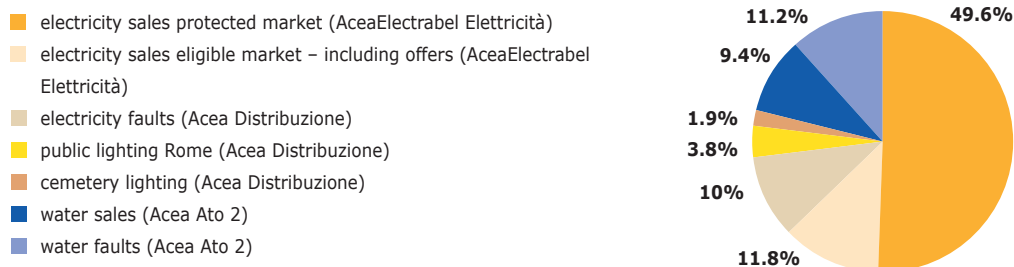 electricity sales protected market (AceaElectrabel Elettricità)
electricity sales eligible market – including offers (AceaElectrabel
Elettricità)
electricity faults (Acea Distribuzione)
public lighting Rome (Acea Distribuzione)
cemetery lighting (Acea Distribuzione)
water sales (Acea Ato 2)
water faults (Acea Ato 2)
11.2%
49.6%
9.4%
1.9%
3.8%
10%
11.8%